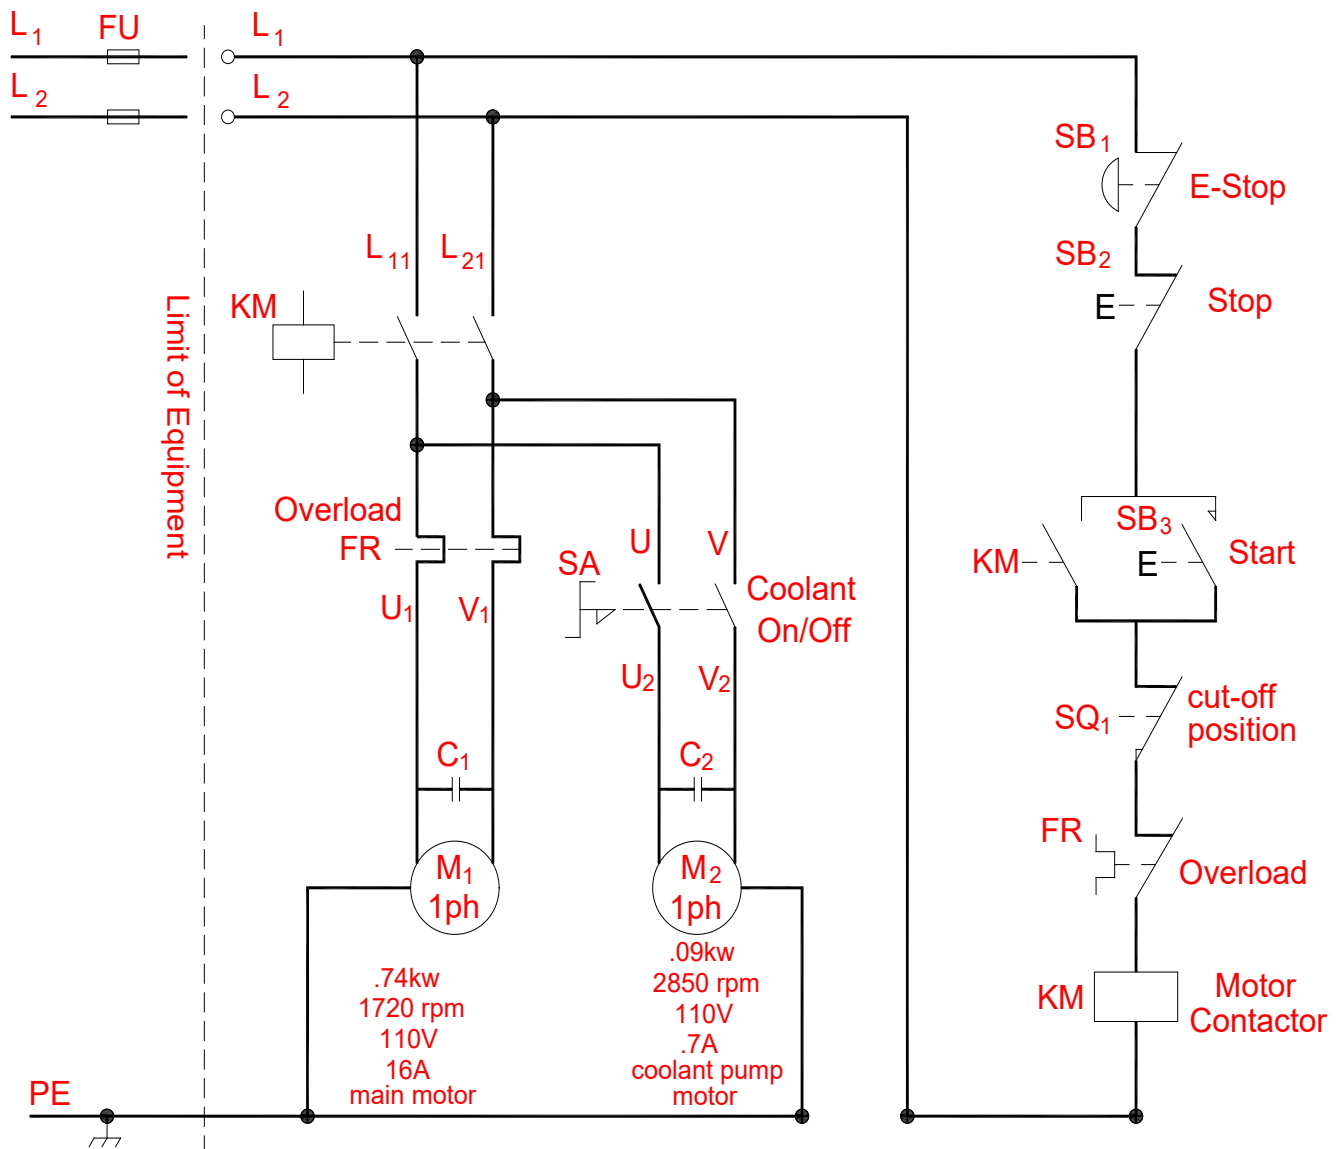 L1
FU
L1
L2
L2
SB1
E-Stop
SB2
E
Stop
L11
L21
KM
Limit of Equipment
Overload
FR
U
V
SA
Coolant
On/Off
U1
V1
U2
V2
KM
SB3
E
Start
SQ1
cut-off
position
C1
C2
FR
Overload
M1
1ph
M2
1ph
.74kw
1720 rpm
110V
16A
main motor
.09kw
2850 rpm
110V
.7A
coolant pump
motor
KM
Motor
Contactor
PE